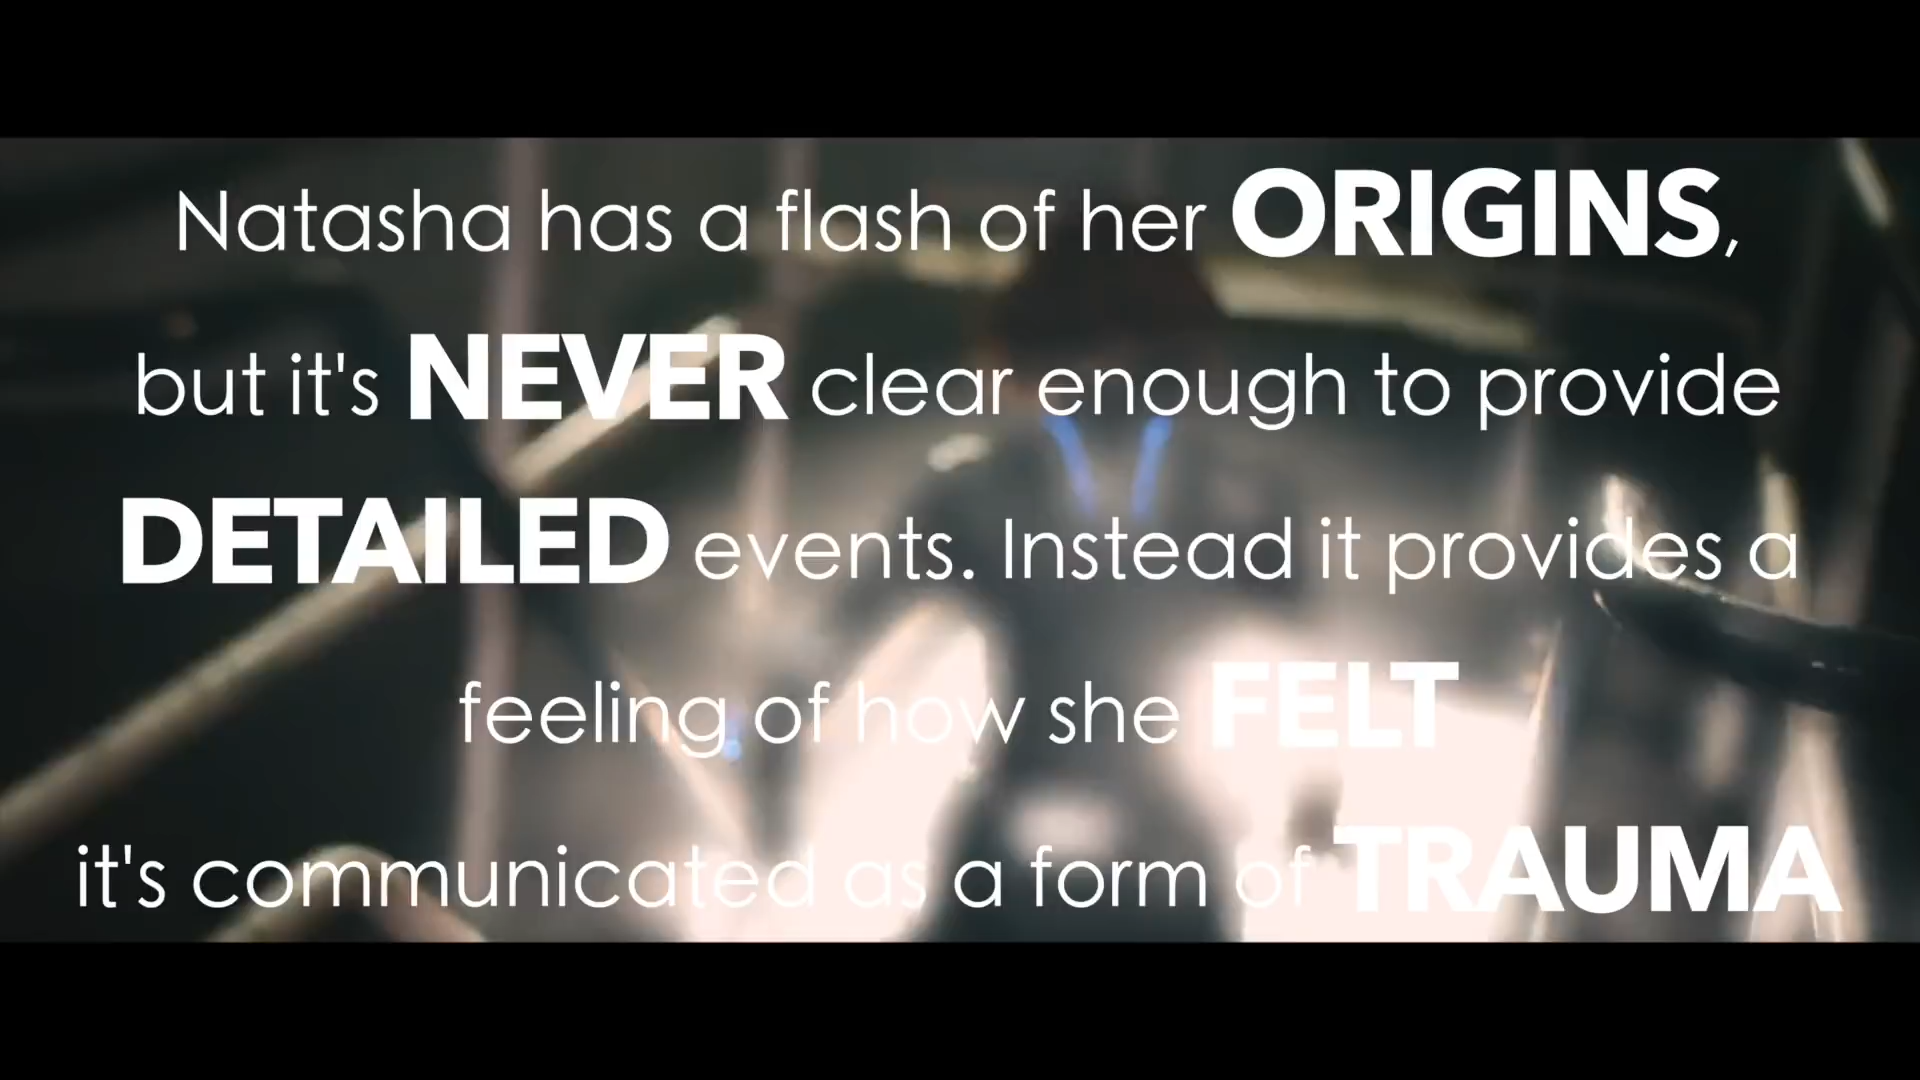 Natasha has a flash of her ORIGINS,
but it's NEVER clear enough to provide
DETAILED events. Instead it provides a
feeling of how she FELT
it's communicated as a form of TRAUMA